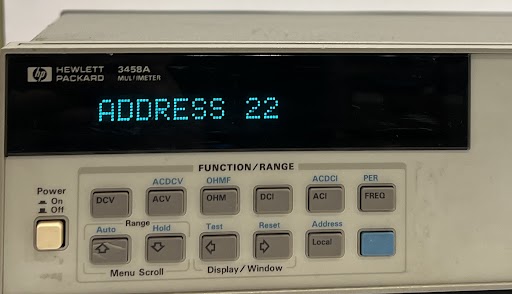 hp HEWLETT PACKARD 3458A MULTIMETER
ADDRESS 22
FUNCTION/RANGE
Power
On
Off
ACDCV OHMF ACDCI PER
DCV ACV OHM DCI ACI FREQ
Range
Auto Hold Test Reset Address
Local
Menu Scroll Display/Window